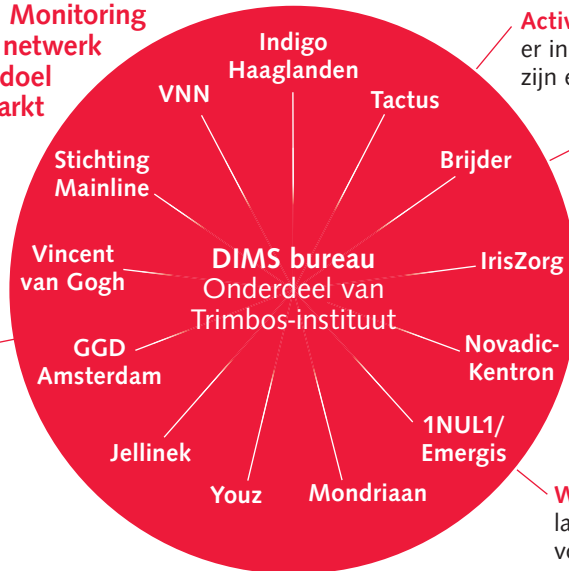 Monitoring
netwerk
doel
arkt
Activ
er in
zijn e
Indigo
Haaglanden
VNN
Tactus
Stichting
Mainline
Brijder
Vincent
van Gogh
DIMS bureau
Onderdeel van
Trimbos-instituut
IrisZorg
GGD
Amsterdam
Novadic-
Kentron
Jellinek
1NUL1/
Emergis
Youz
Mondriaan
W
la
v